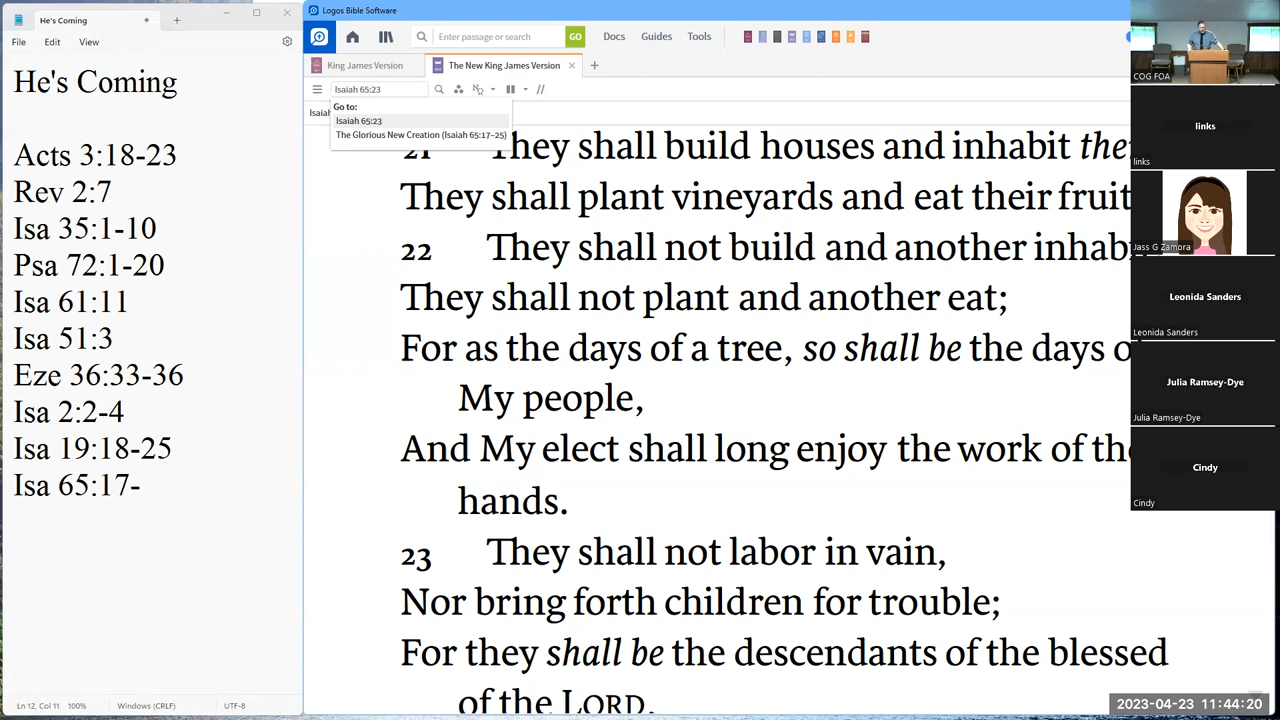 He's Coming
File Edit View
He's Coming
Acts 3:18-23
Rev 2:7
Isa 35:1-10
Psa 72:1-20
Isa 61:11
Isa 51:3
Eze 36:33-36
Isa 2:2-4
Isa 19:18-25
Isa 65:17-
Ln 12, Col 11 100% Windows (CRLF) UTF-8
Logos Bible Software
Enter passage or search GO Docs Guides Tools
King James Version The New King James Version
Isaiah 65:23
Go to:
Isaiah 65:23
The Glorious New Creation (Isaiah 65:17–25)
Isaiah
21 They shall build houses and inhabit
They shall plant vineyards and eat their fruit
22 They shall not build and another
They shall not plant and another eat;
For as the days of a tree, so shall be the days
My people,
And My elect shall long enjoy the work of
hands.
23 They shall not labor in vain,
Nor bring forth children for trouble;
For they shall be the descendants of the blessed
of the LORD,
COG FOA
links
links
Jass G Zamora
Leonida Sanders
Leonida Sanders
Julia Ramsey-Dye
Julia Ramsey-Dye
Cindy
Cindy
2023-04-23 11:44:20